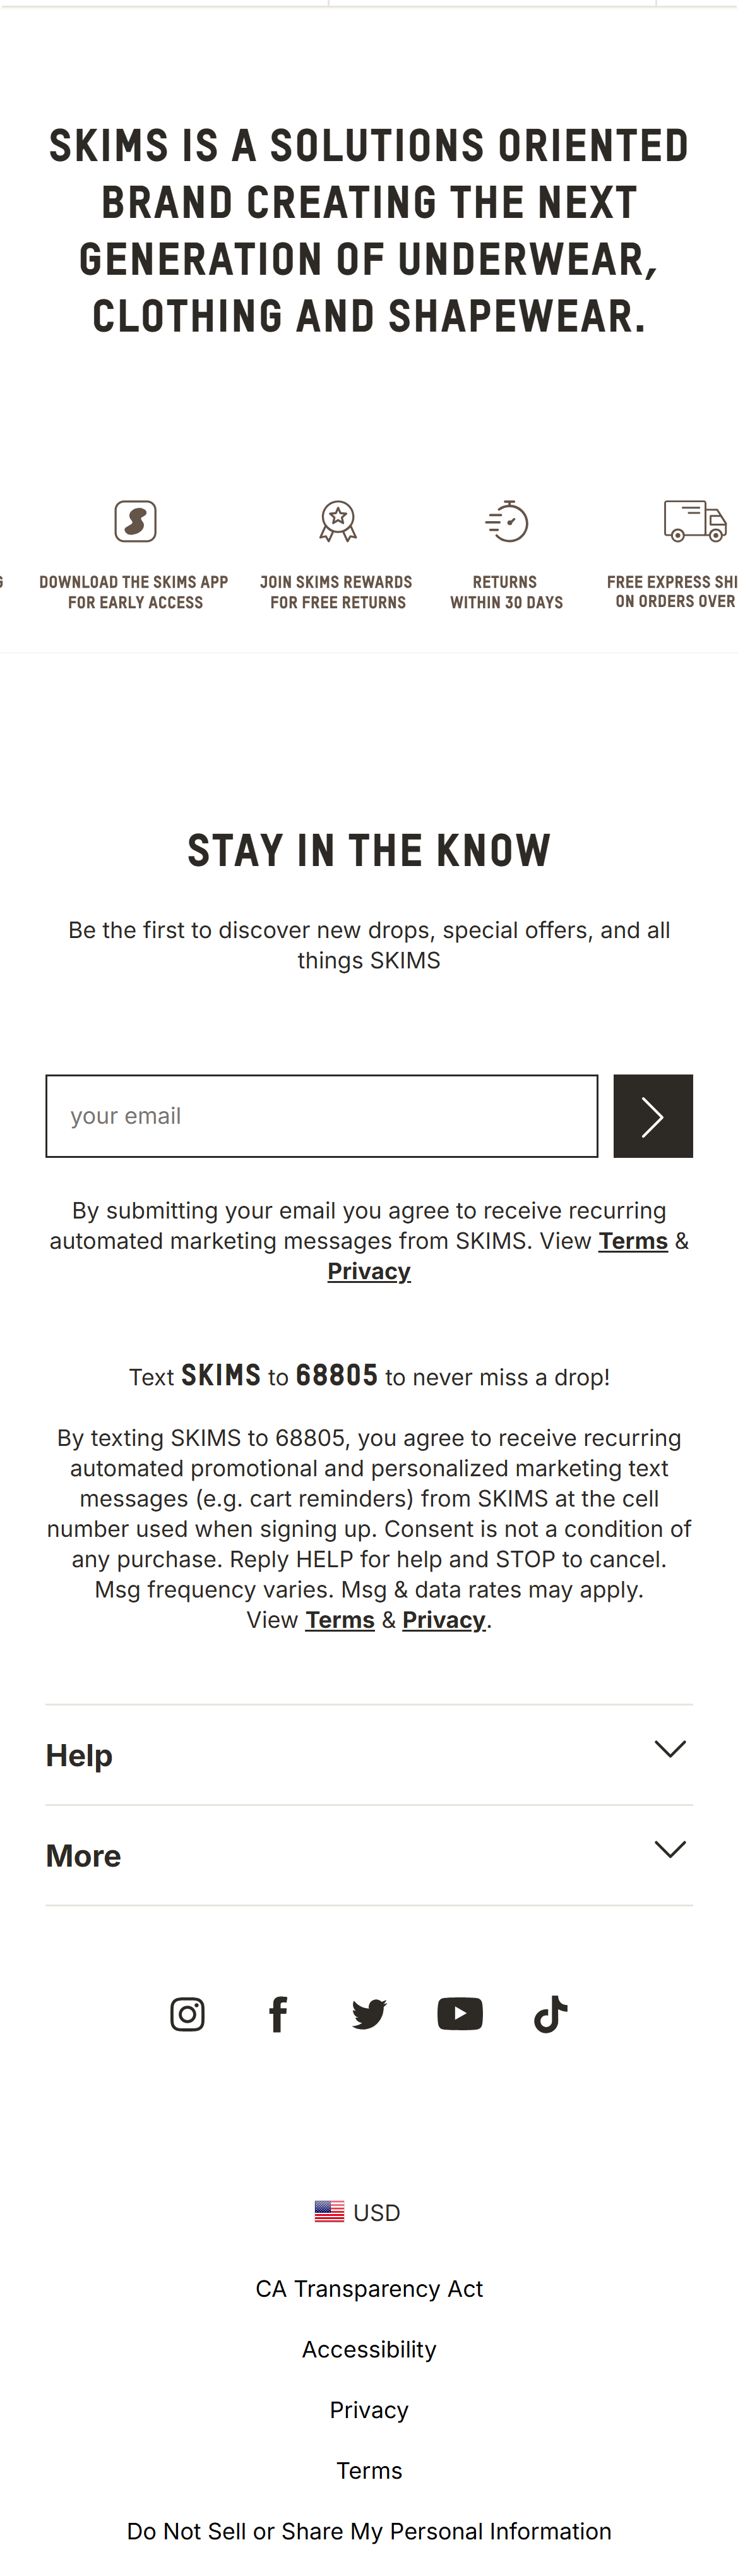 SKIMS IS A SOLUTIONS ORIENTED
BRAND CREATING THE NEXT
GENERATION OF UNDERWEAR,
CLOTHING AND SHAPEWEAR.
DOWNLOAD THE SKIMS APP
FOR EARLY ACCESS
JOIN SKIMS REWARDS
FOR FREE RETURNS
RETURNS
WITHIN 30 DAYS
FREE EXPRESS SHI
ON ORDERS OVER
STAY IN THE KNOW
Be the first to discover new drops, special offers, and all
things SKIMS
your email
By submitting your email you agree to receive recurring
automated marketing messages from SKIMS. View Terms &
Privacy
Text SKIMS to 68805 to never miss a drop!
By texting SKIMS to 68805, you agree to receive recurring
automated promotional and personalized marketing text
messages (e.g. cart reminders) from SKIMS at the cell
number used when signing up. Consent is not a condition of
any purchase. Reply HELP for help and STOP to cancel.
Msg frequency varies. Msg & data rates may apply.
View Terms & Privacy.
Help
More
USD
CA Transparency Act
Accessibility
Privacy
Terms
Do Not Sell or Share My Personal Information